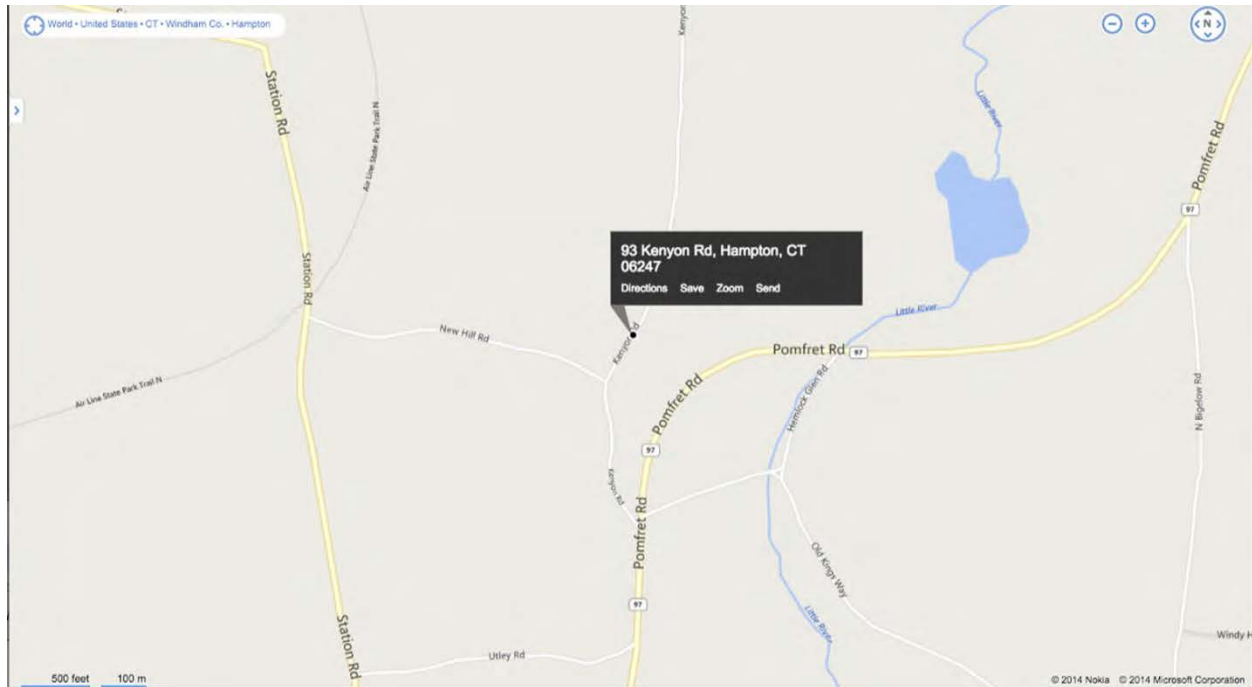 World • United States • CT • Windham Co. • Hampton
N
Kenyon
Station Rd
Air Line State Park Trail N
Little River
Pomfret Rd
97
93 Kenyon Rd, Hampton, CT
06247
Directions Save Zoom Send
Station Rd
New Hill Rd
Kenyon Rd
Little River
Pomfret Rd
97
Air Line State Park Trail N
Pomfret Rd
Hemlock Glen Rd
N Bigelow Rd
97
Kenyon Rd
Pomfret Rd
Old Kings Way
97
Little River
Station Rd
Utley Rd
Windy H
500 feet 100 m
© 2014 Nokia © 2014 Microsoft Corporation